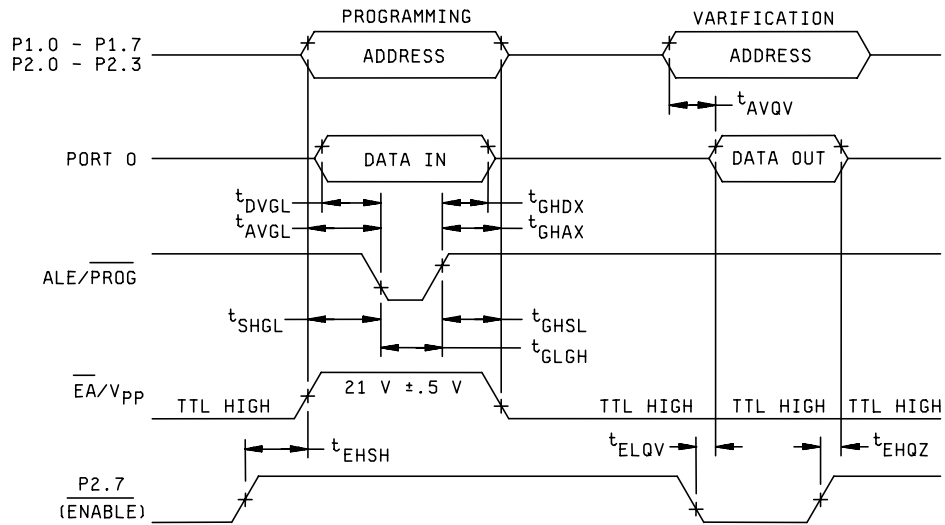 PROGRAMMING VARIFICATION
P1.0 - P1.7
P2.0 - P2.3
ADDRESS ADDRESS
tAVQV
PORT 0 DATA IN DATA OUT
tDVGL tGHDX
tAVGL tGHAX
ALE/PROG
tSHGL tGHSL
tGLGH
EA/VPP
21 V ±.5 V
TTL HIGH TTL HIGH TTL HIGH TTL HIGH
tEHSH tELQV tEHQZ
P2.7
(ENABLE)